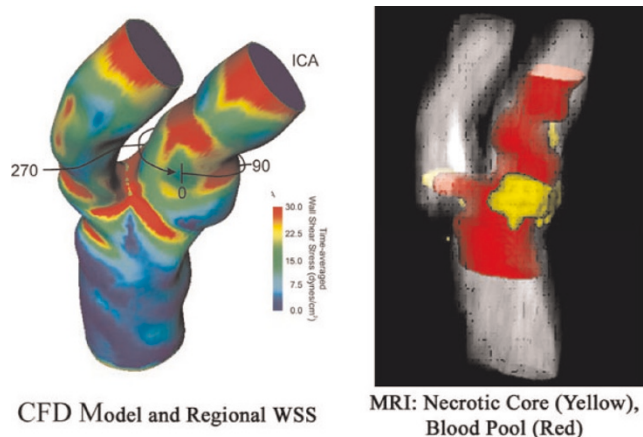 ICA
270
90
0
30.0
22.5
15.0
7.5
0.0
Time-averaged
Wall Shear Stress (dynes/cm²)
CFD Model and Regional WSS
MRI: Necrotic Core (Yellow),
Blood Pool (Red)